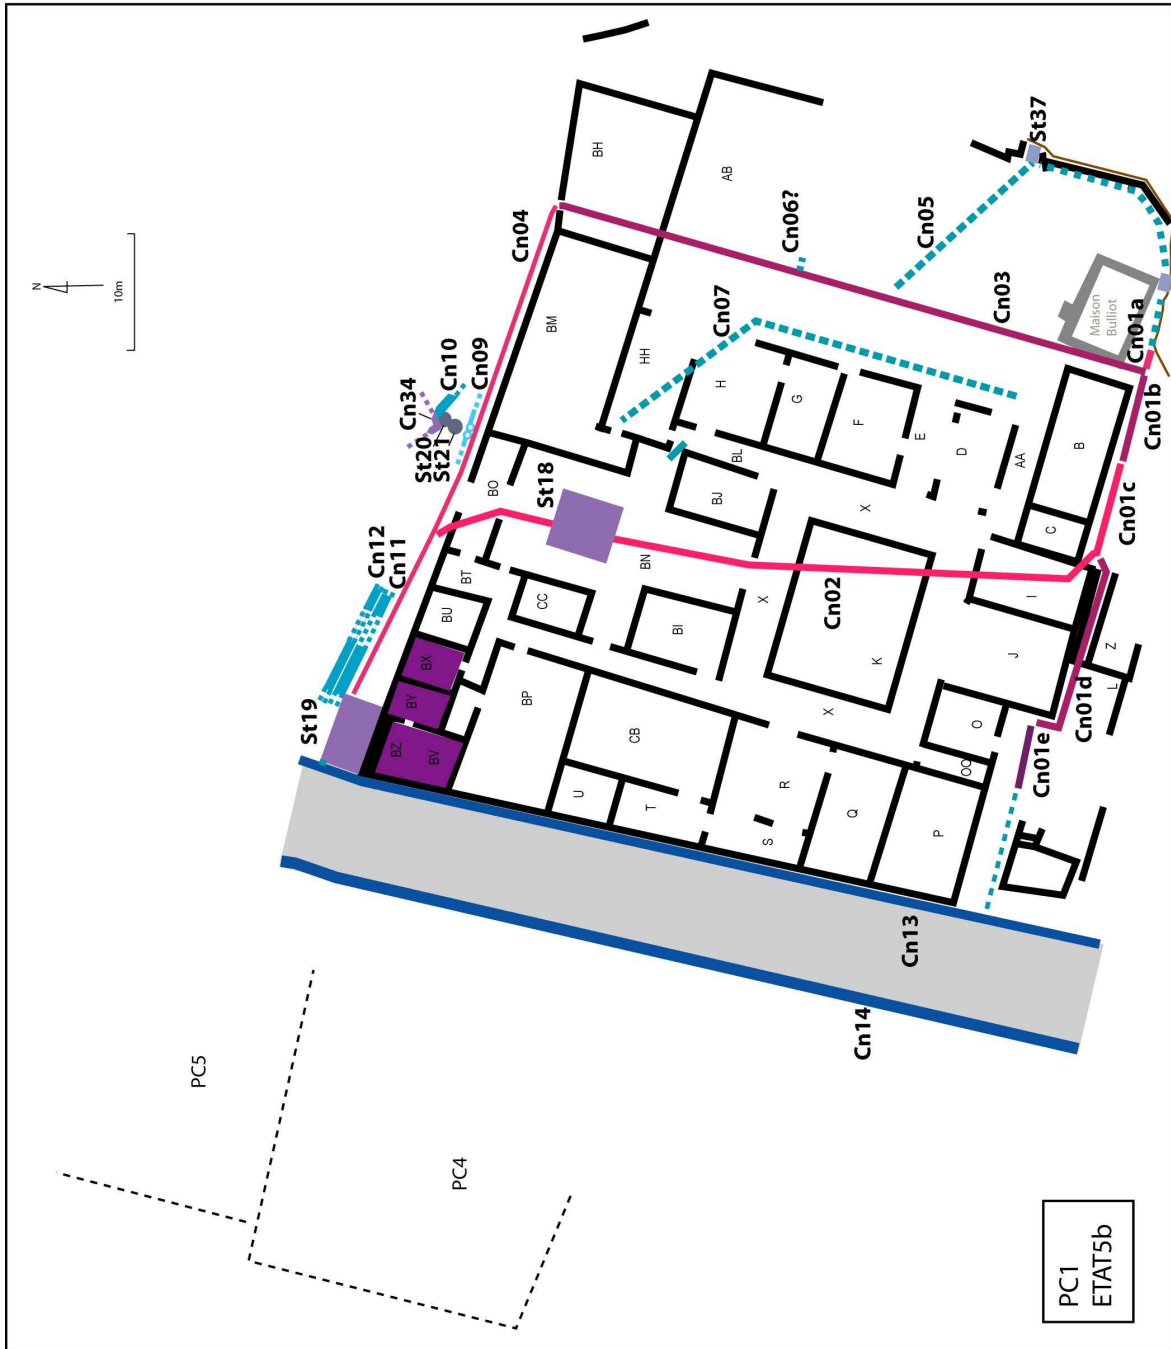 N
10m
BH
AB
Cn04
Cn06?
Cn05
St37
BM
HH
Cn07
Cn03
Maison
Bulliot
Cn01a
Cn01b
Cn34
Cn10
Cn09
St20
St21
H
G
F
E
D
AA
B
C
Cn01c
BO
St18
BL
BJ
X
BN
Cn12
Cn11
BT
BU
CC
BI
X
Cn02
K
I
Z
L
J
Cn01d
BX
BY
BZ
BV
St19
BP
CB
X
O
OO
Cn01e
U
T
R
S
Q
P
Cn13
Cn14
PC5
PC4
PC1
ETAT5b